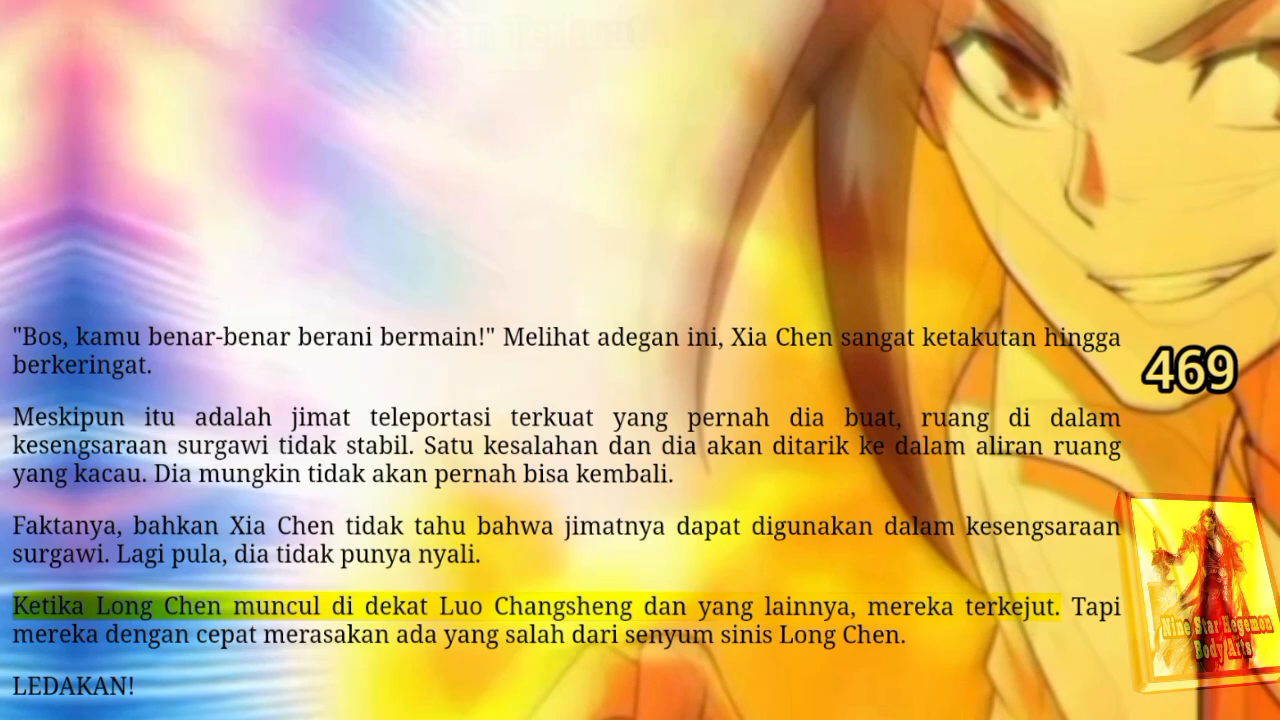 "Bos, kamu benar-benar berani bermain!" Melihat adegan ini, Xia Chen sangat ketakutan hingga
berkeringat.
Meskipun itu adalah jimat teleportasi terkuat yang pernah dia buat, ruang di dalam
kesengsaraan surgawi tidak stabil. Satu kesalahan dan dia akan ditarik ke dalam aliran ruang
yang kacau. Dia mungkin tidak akan pernah bisa kembali.
Faktanya, bahkan Xia Chen tidak tahu bahwa jimatnya dapat digunakan dalam kesengsaraan
surgawi. Lagi pula, dia tidak punya nyali.
Ketika Long Chen muncul di dekat Luo Changsheng dan yang lainnya, mereka terkejut. Tapi
mereka dengan cepat merasakan ada yang salah dari senyum sinis Long Chen.
LEDAKAN!
469
Nine Star Hegemon
Body Arts